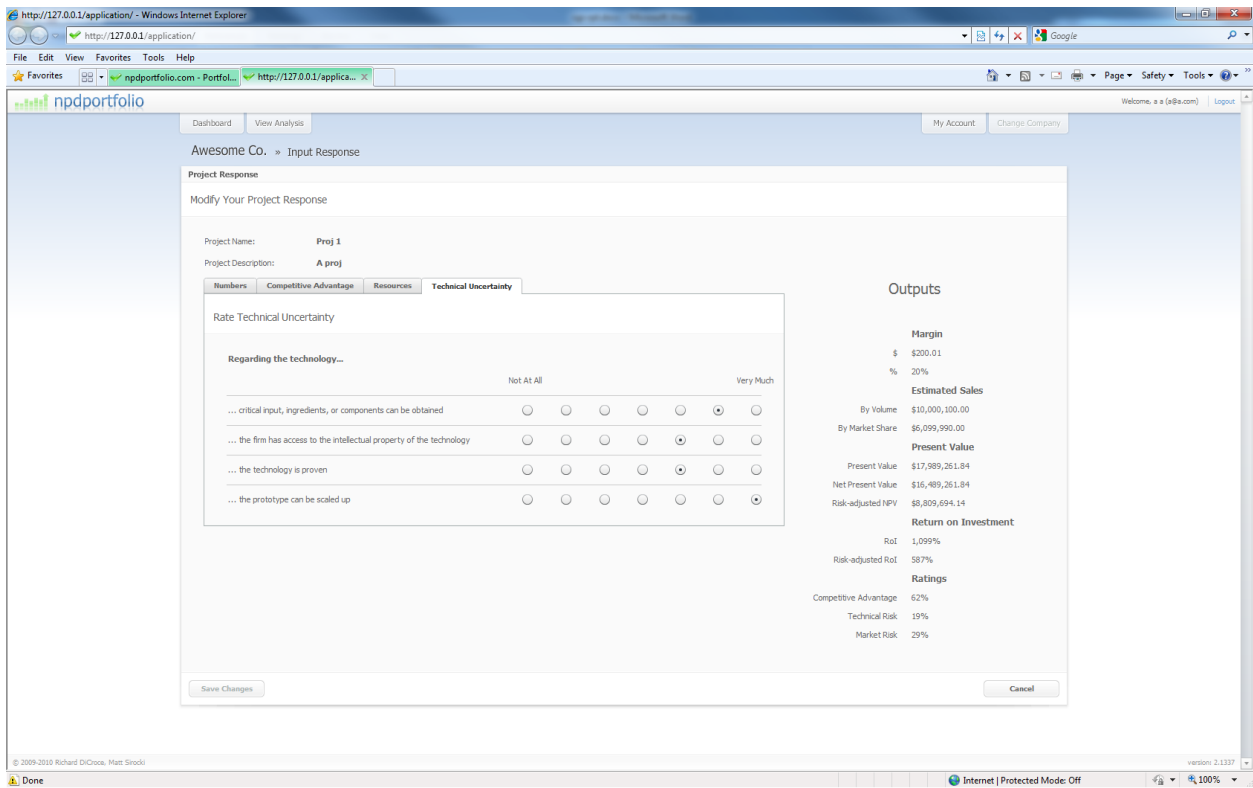 http://127.0.0.1/application/ - Windows Internet Explorer
http://127.0.0.1/application/
Google
File Edit View Favorites Tools Help
Favorites npdportfolio.com - Portfol... http://127.0.0.1/applica... Page Safety Tools
npdportfolio
Welcome, a a (a@a.com) Logout
Dashboard View Analysis My Account Change Company
Awesome Co. » Input Response
Project Response
Modify Your Project Response
Project Name: Proj 1
Project Description: A proj
Numbers Competitive Advantage Resources Technical Uncertainty
Rate Technical Uncertainty
Regarding the technology...
Not At All Very Much
... critical input, ingredients, or components can be obtained
... the firm has access to the intellectual property of the technology
... the technology is proven
... the prototype can be scaled up
Outputs
Margin
$ $200.01
% 20%
Estimated Sales
By Volume $10,000,100.00
By Market Share $6,099,990.00
Present Value
Present Value $17,989,261.84
Net Present Value $16,489,261.84
Risk-adjusted NPV $8,809,694.14
Return on Investment
RoI 1,099%
Risk-adjusted RoI 587%
Ratings
Competitive Advantage 62%
Technical Risk 19%
Market Risk 29%
Save Changes Cancel
© 2009-2010 Richard DiCroce, Matt Sirocki version: 2.1337
Done Internet | Protected Mode: Off 100%